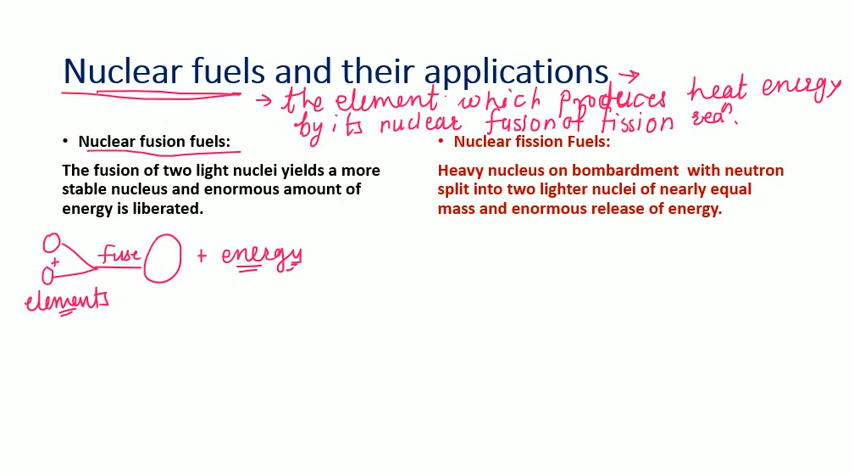 Nuclear fuels and their applications →
→ the element which produces heat energy
by its nuclear fusion of fission reaⁿ.
• Nuclear fusion fuels:
The fusion of two light nuclei yields a more
stable nucleus and enormous amount of
energy is liberated.
• Nuclear fission Fuels:
Heavy nucleus on bombardment with neutron
split into two lighter nuclei of nearly equal
mass and enormous release of energy.
+ fuse + energy
elements